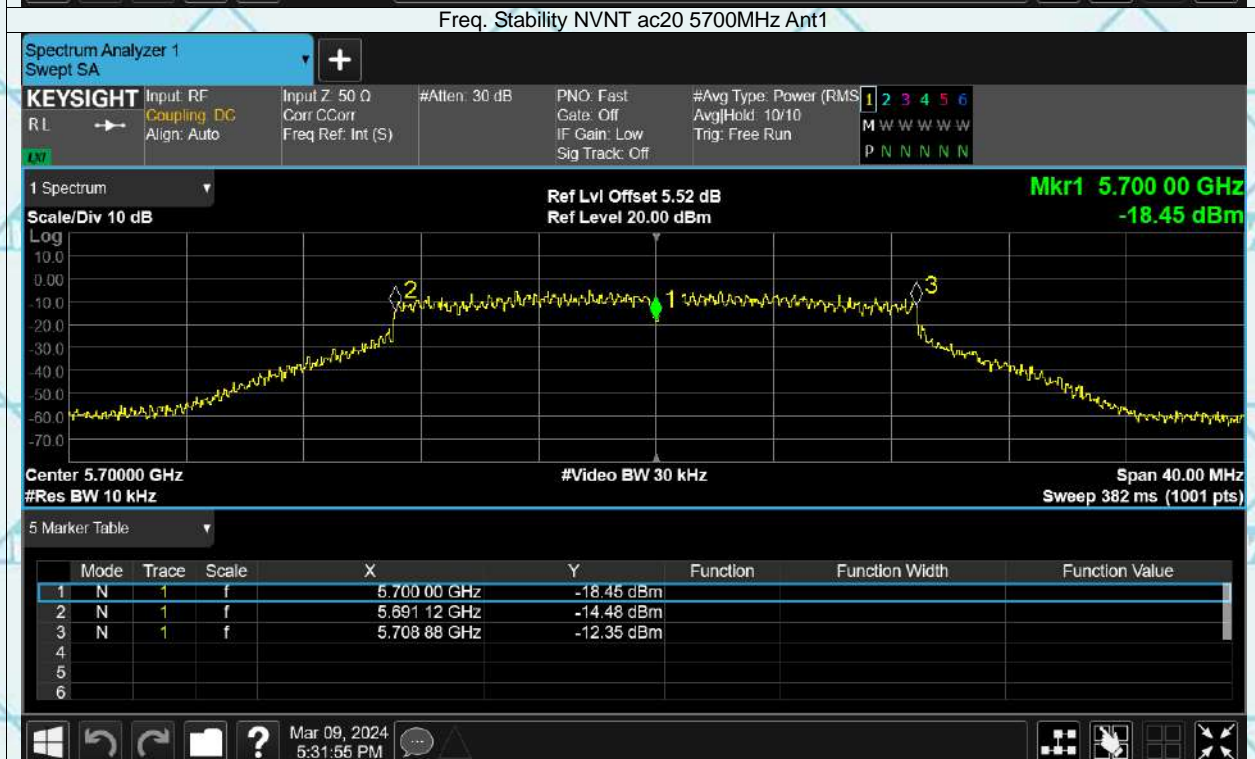 Freq. Stability NVNT ac20 5700MHz Ant1
Spectrum Analyzer 1
Swept SA
+
KEYSIGHT Input: RF Input Z: 50 Ω #Atten: 30 dB PNO: Fast #Avg Type: Power (RMS 1 2 3 4 5 6
RL Coupling: DC Corr CCorr Gate: Off Avg|Hold: 10/10 M W W W W W
Align: Auto Freq Ref: Int (S) IF Gain: Low Trig: Free Run P N N N N N
LXI Sig Track: Off
1 Spectrum Ref Lvl Offset 5.52 dB Mkr1 5.700 00 GHz
Scale/Div 10 dB Ref Level 20.00 dBm -18.45 dBm
Log
10.0
0.00
-10.0
-20.0
-30.0
-40.0
-50.0
-60.0
-70.0
2 1 3
Center 5.70000 GHz #Video BW 30 kHz Span 40.00 MHz
#Res BW 10 kHz Sweep 382 ms (1001 pts)
5 Marker Table
Mode Trace Scale X Y Function Function Width Function Value
1 N 1 f 5.700 00 GHz -18.45 dBm
2 N 1 f 5.691 12 GHz -14.48 dBm
3 N 1 f 5.708 88 GHz -12.35 dBm
4
5
6
? Mar 09, 2024
5:31:55 PM